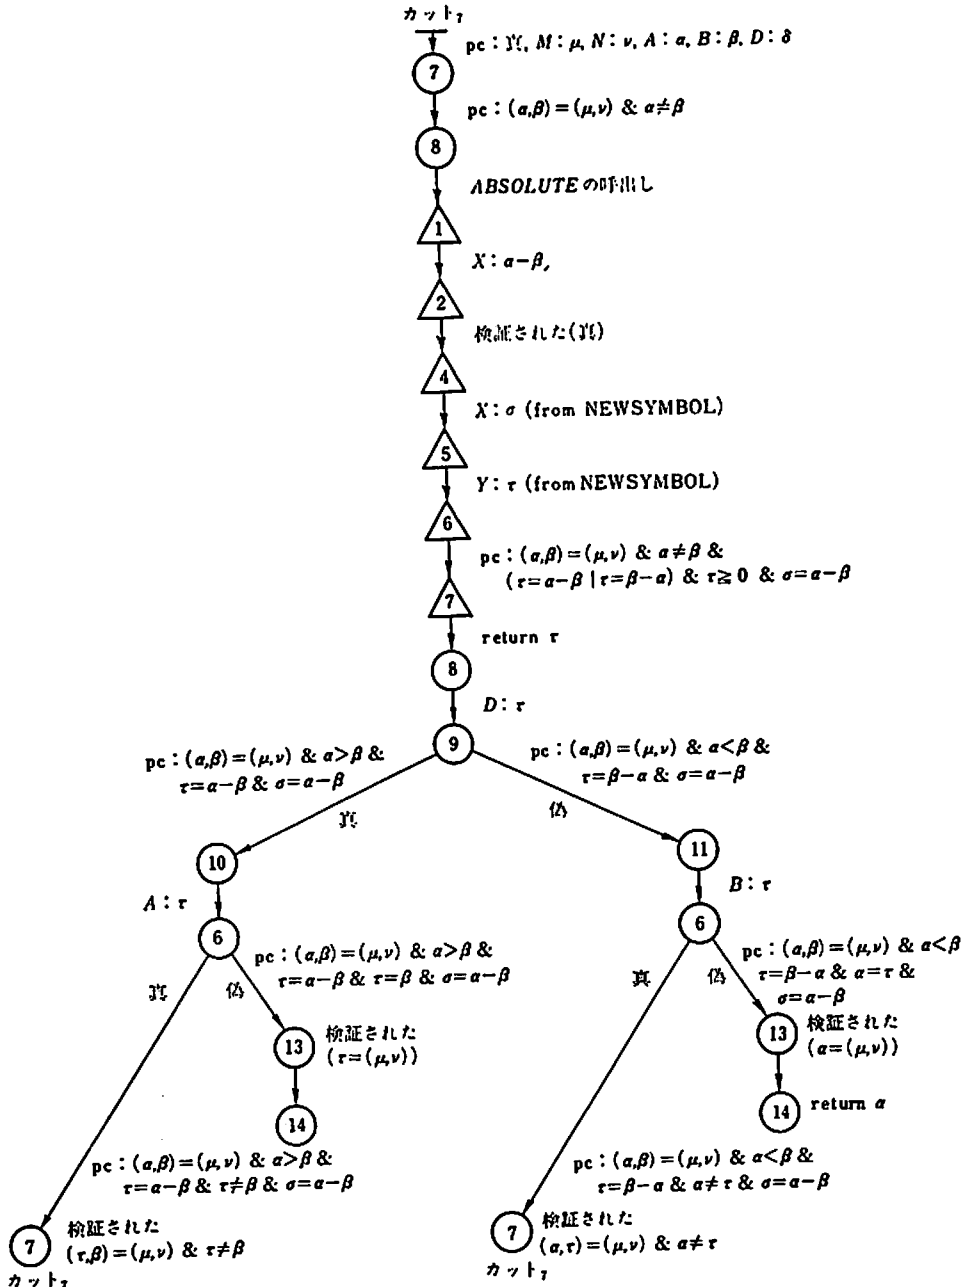 カット₇
pc：真, M：μ, N：ν, A：α, B：β, D：δ
7
pc：(α,β)=(μ,ν) & α≠β
8
ABSOLUTEの呼出し
1
X：α−β,
2
検証された(真)
4
X：σ (from NEWSYMBOL)
5
Y：τ (from NEWSYMBOL)
6
pc：(α,β)=(μ,ν) & α≠β &
(τ=α−β | τ=β−α) & τ≧0 & σ=α−β
7
return τ
8
D：τ
9
pc：(α,β)=(μ,ν) & α>β &
τ=α−β & σ=α−β
真
pc：(α,β)=(μ,ν) & α<β &
τ=β−α & σ=α−β
偽
10
11
A：τ
B：τ
6
6
pc：(α,β)=(μ,ν) & α>β &
τ=α−β & τ=β & σ=α−β
真
偽
pc：(α,β)=(μ,ν) & α<β
τ=β−α & α=τ &
σ=α−β
真
偽
13
検証された
(τ=(μ,ν))
13
検証された
(α=(μ,ν))
14
14
return α
pc：(α,β)=(μ,ν) & α>β &
τ=α−β & τ≠β & σ=α−β
pc：(α,β)=(μ,ν) & α<β &
τ=β−α & α≠τ & σ=α−β
7
検証された
(τ,β)=(μ,ν) & τ≠β
カット₇
7
検証された
(α,τ)=(μ,ν) & α≠τ
カット₇